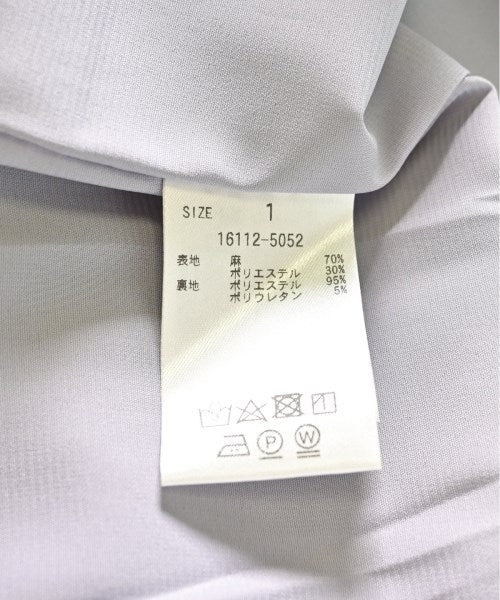 SIZE 1
16112-5052
表地 麻 70%
ポリエステル 30%
裏地 ポリエステル 95%
ポリウレタン 5%
P W